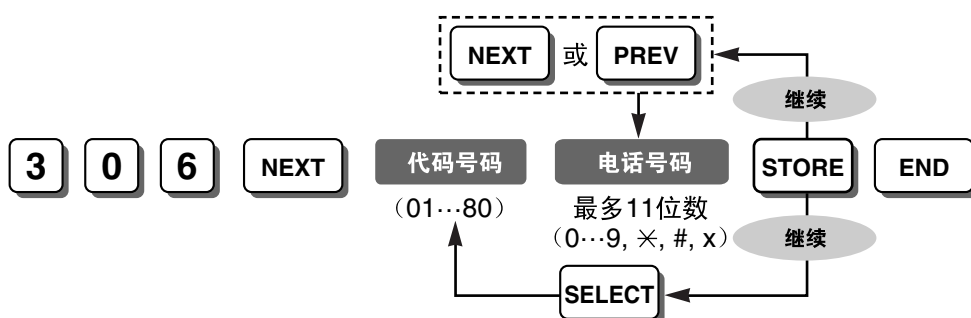 NEXT 或 PREV
继续
3 0 6 NEXT 代码号码 电话号码 STORE END
（01…80） 最多11位数
（0…9, ✕, #, x） 继续
SELECT